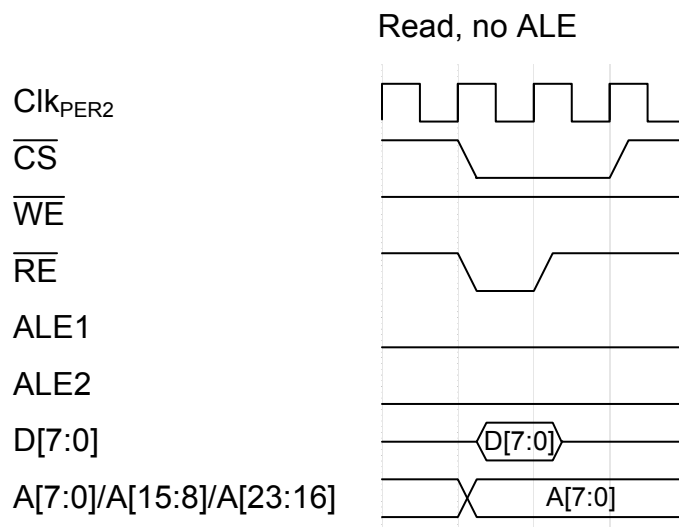 Read, no ALE
ClkPER2
CS
WE
RE
ALE1
ALE2
D[7:0] D[7:0]
A[7:0]/A[15:8]/A[23:16] A[7:0]